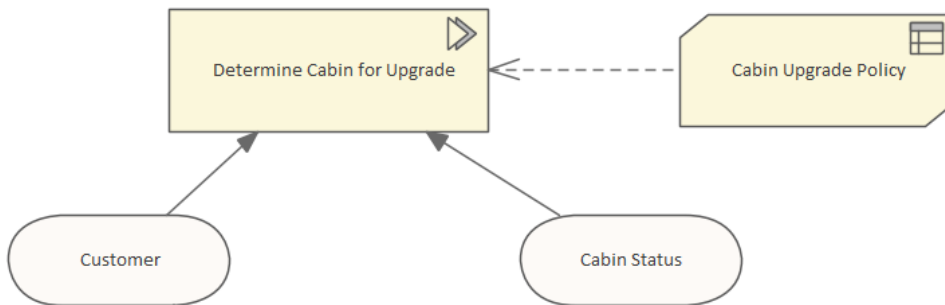 Determine Cabin for Upgrade
Cabin Upgrade Policy
Customer
Cabin Status